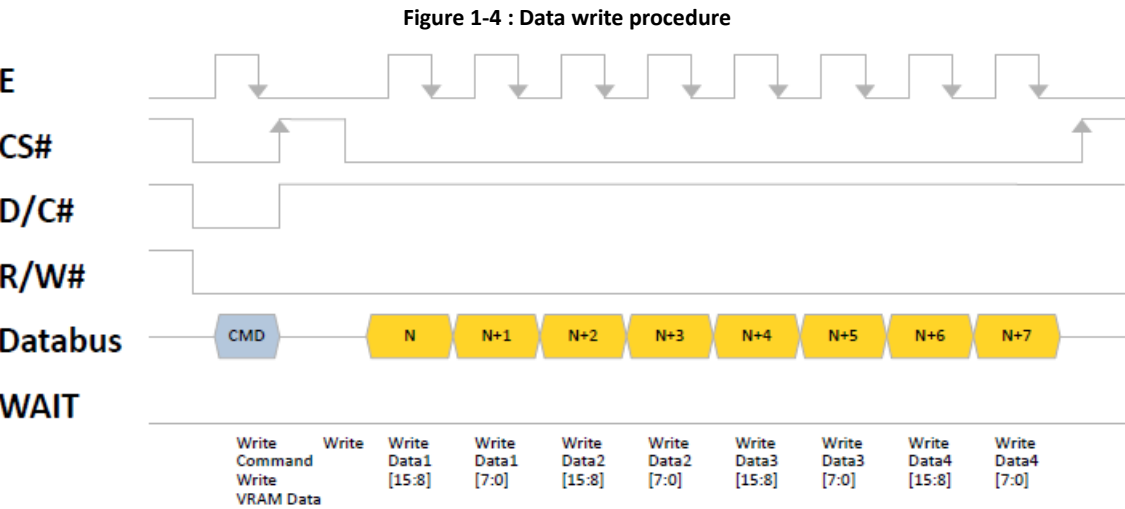 Figure 1-4 : Data write procedure
E
CS#
D/C#
R/W#
Databus
CMD
N
N+1
N+2
N+3
N+4
N+5
N+6
N+7
WAIT
Write Write Write Write Write Write Write Write Write Write
Command Data1 Data1 Data2 Data2 Data3 Data3 Data4 Data4
Write [15:8] [7:0] [15:8] [7:0] [15:8] [7:0] [15:8] [7:0]
VRAM Data